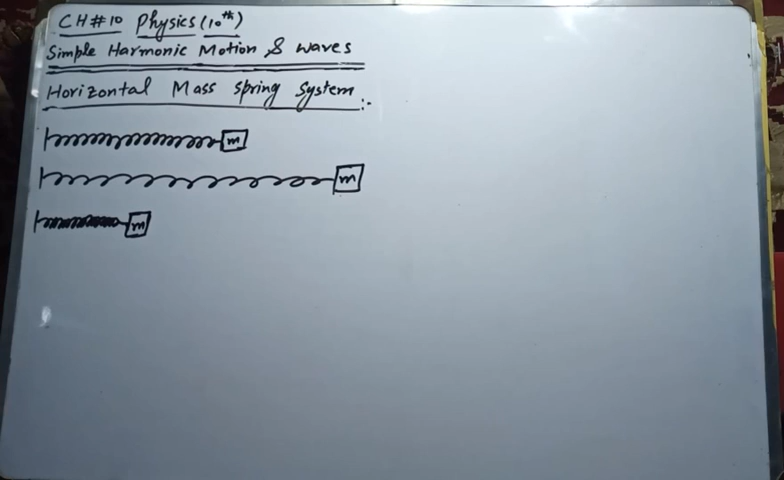 CH#10 Physics (10th)
Simple Harmonic Motion & waves
Horizontal Mass spring system:-
m
m
m